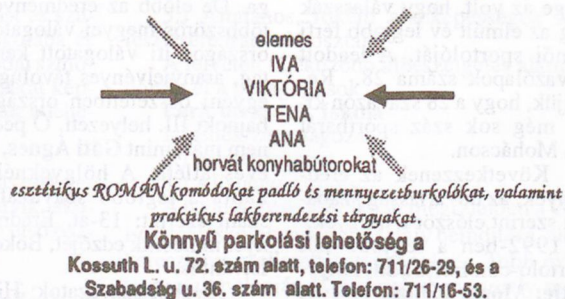 elemes
IVA
VIKTÓRIA
TENA
ANA
horvát konyhabútorokat
esztétikus ROMÁN komódokat padló és mennyezetburkolókat, valamint
praktikus lakberendezési tárgyakat.
Könnyű parkolási lehetőség a
Kossuth L. u. 72. szám alatt, telefon: 711/26-29, és a
Szabadság u. 36. szám alatt. Telefon: 711/16-53.